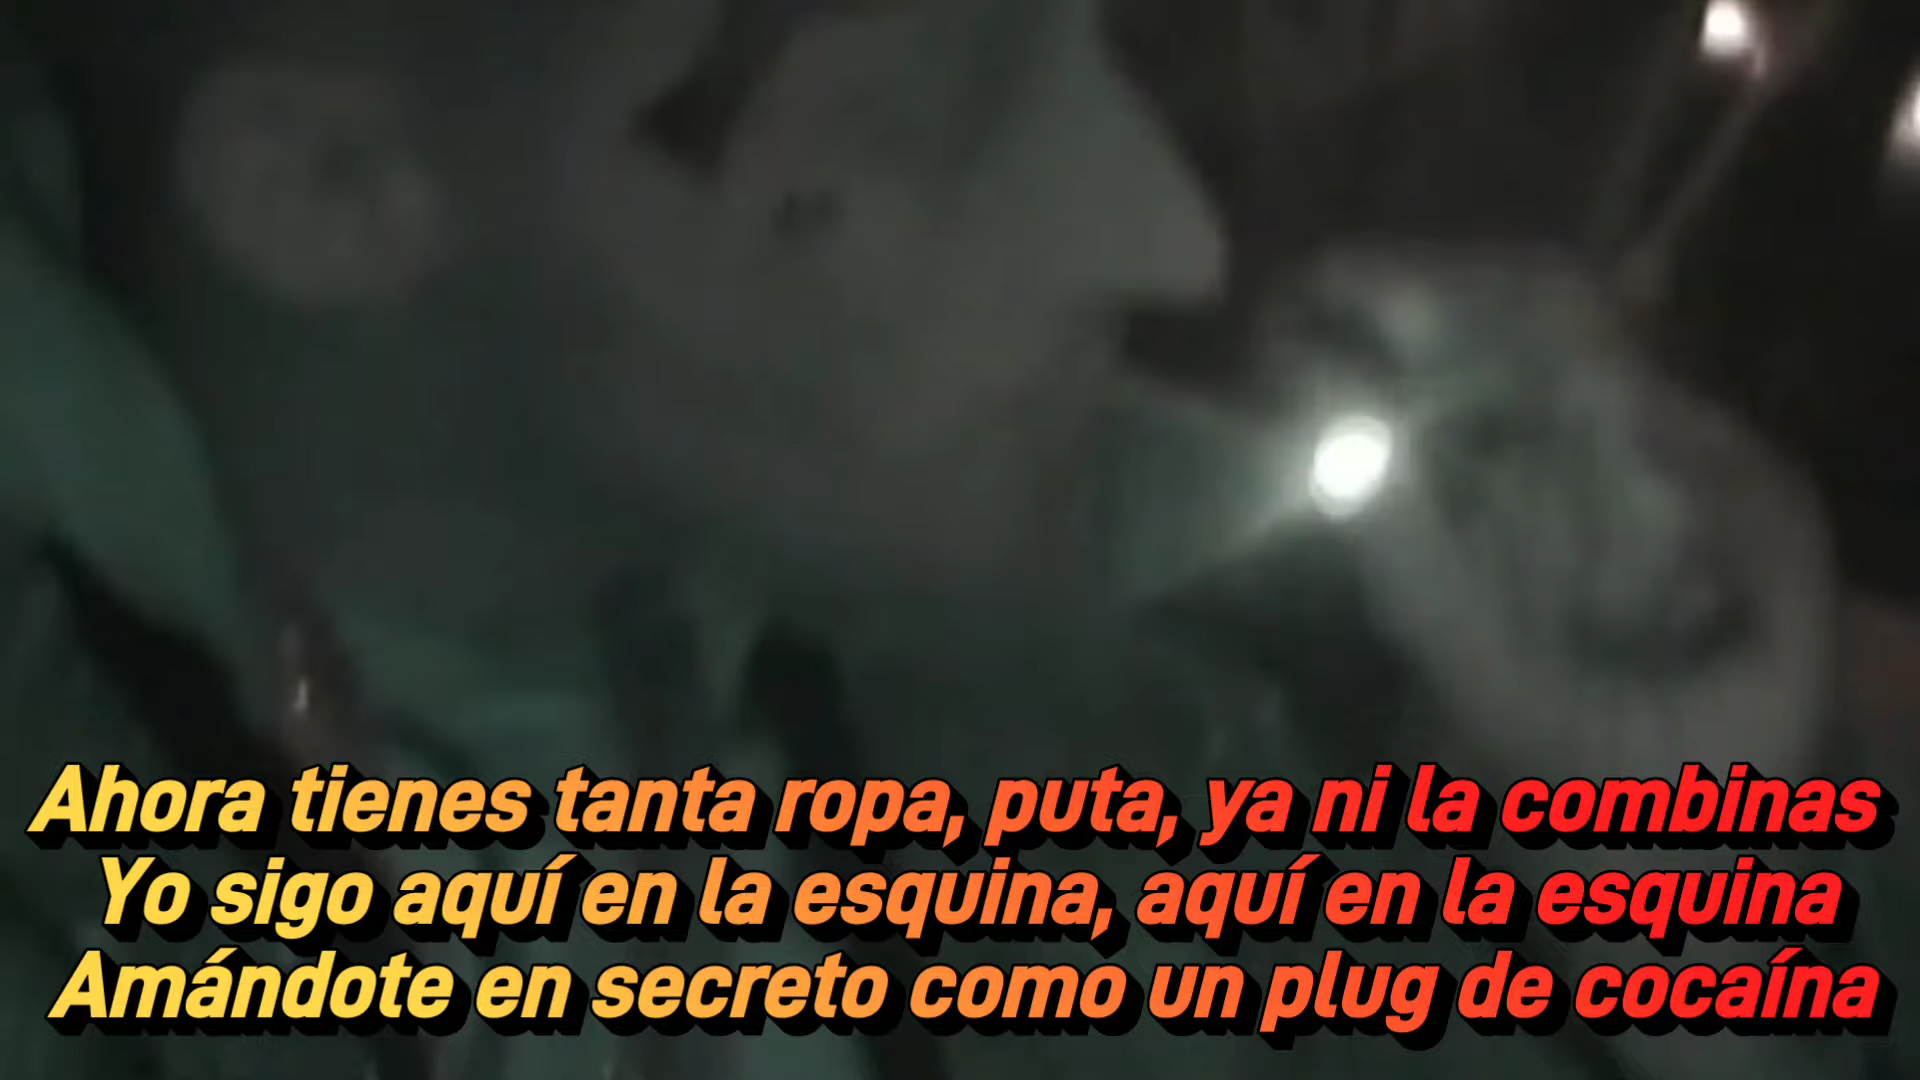 Ahora tienes tanta ropa, puta, ya ni la combinas
Yo sigo aquí en la esquina, aquí en la esquina
Amándote en secreto como un plug de cocaína